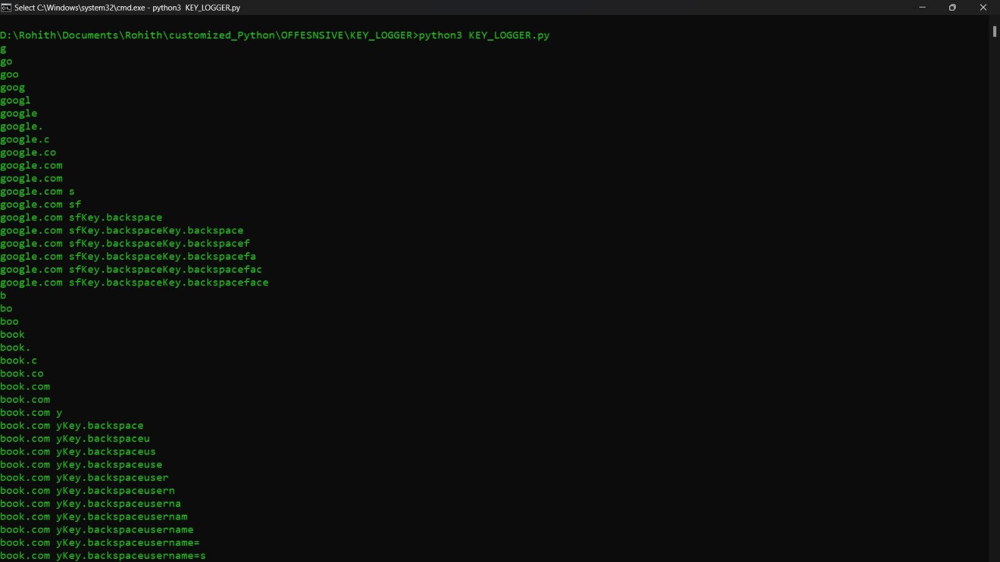 Select C:\Windows\system32\cmd.exe - python3 KEY_LOGGER.py
D:\Rohith\Documents\Rohith\customized_Python\OFFESNSIVE\KEY_LOGGER>python3 KEY_LOGGER.py
g
go
goo
goog
googl
google
google.
google.c
google.co
google.com
google.com
google.com s
google.com sf
google.com sfKey.backspace
google.com sfKey.backspaceKey.backspace
google.com sfKey.backspaceKey.backspacef
google.com sfKey.backspaceKey.backspacefa
google.com sfKey.backspaceKey.backspacefac
google.com sfKey.backspaceKey.backspaceface
b
bo
boo
book
book.
book.c
book.co
book.com
book.com
book.com y
book.com yKey.backspace
book.com yKey.backspaceu
book.com yKey.backspaceus
book.com yKey.backspaceuse
book.com yKey.backspaceuser
book.com yKey.backspaceusern
book.com yKey.backspaceuserna
book.com yKey.backspaceusernam
book.com yKey.backspaceusername
book.com yKey.backspaceusername=
book.com yKey.backspaceusername=s